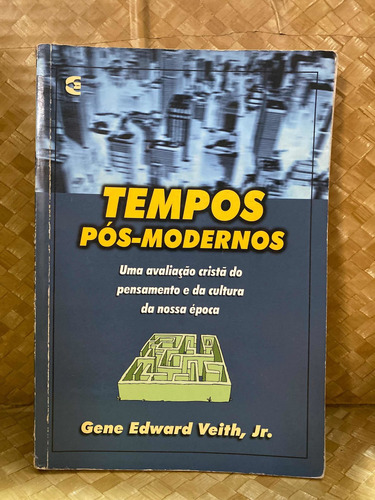 TEMPOS
PÓS-MODERNOS
Uma avaliação cristã do
pensamento e da cultura
da nossa época
Gene Edward Veith, Jr.